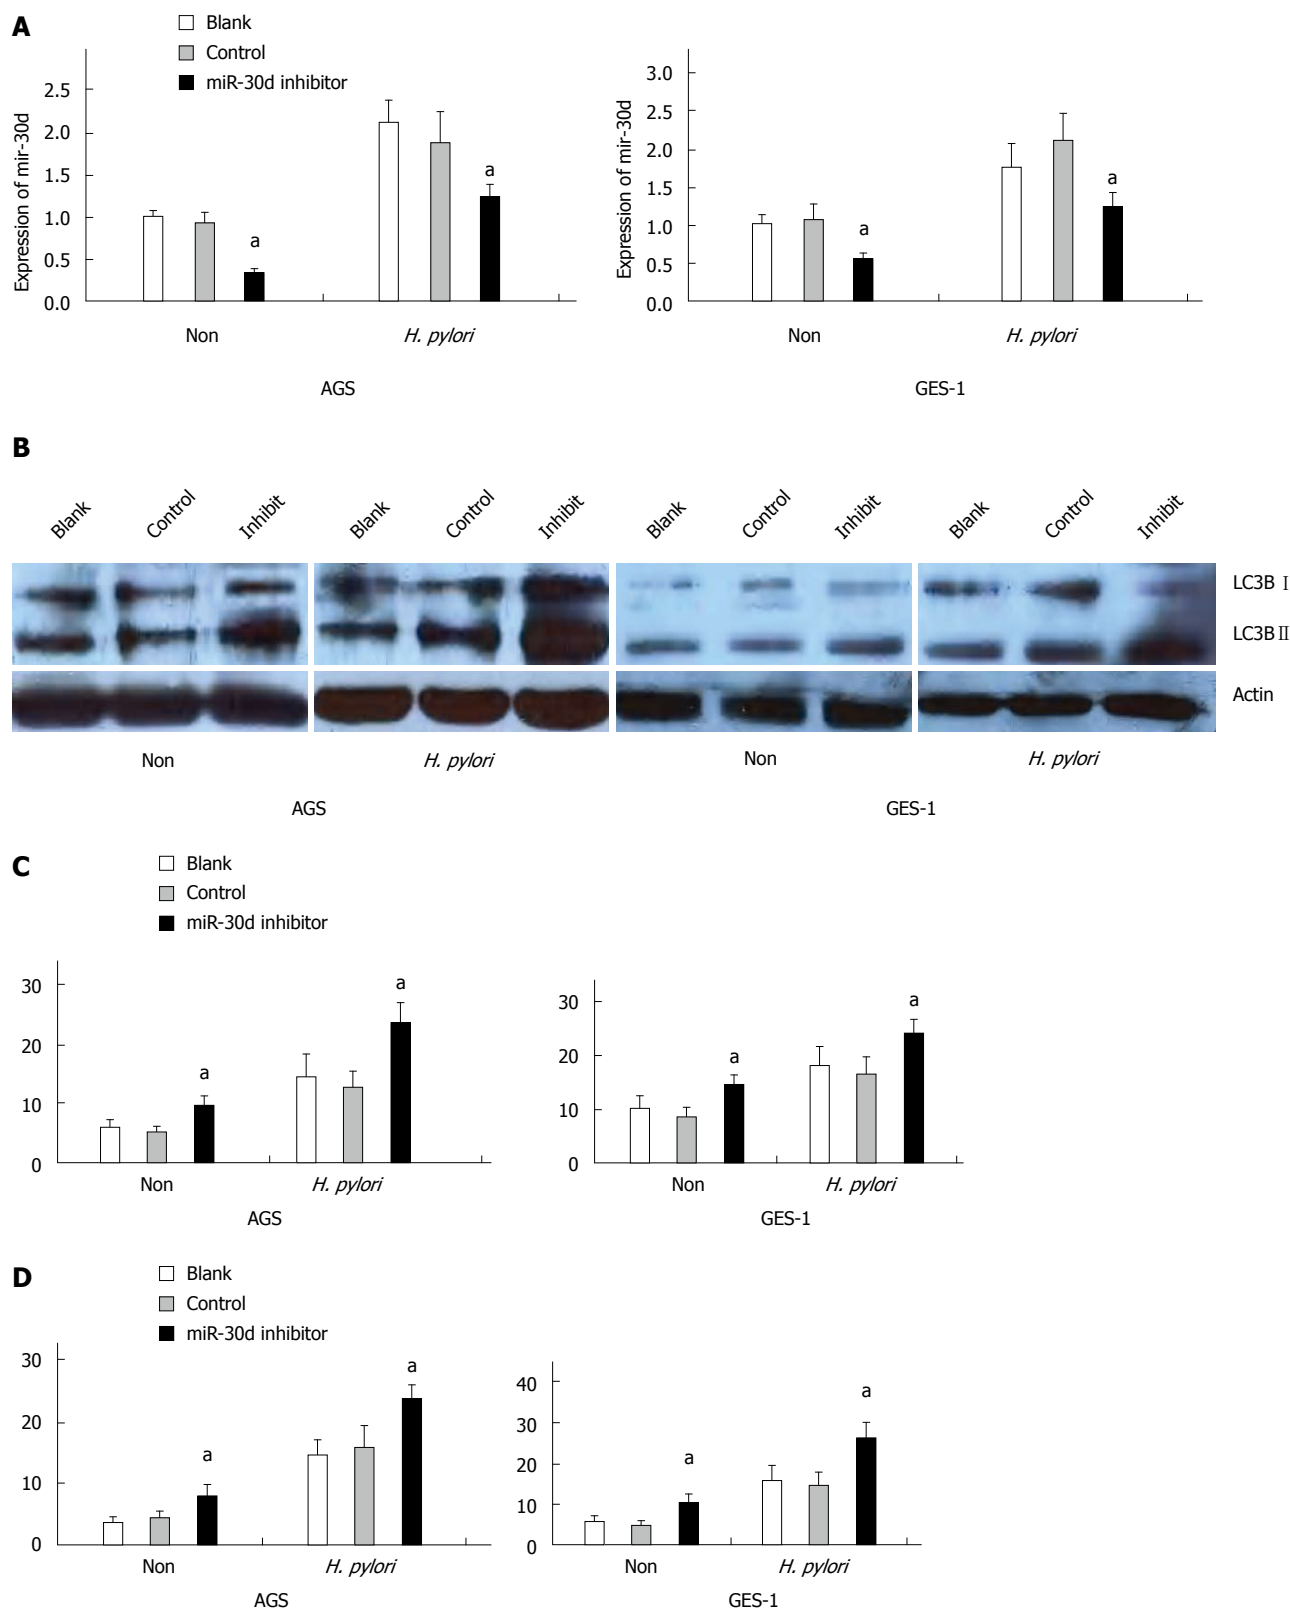 A
Blank
Control
miR-30d inhibitor
Expression of mir-30d
2.5
2.0
1.5
1.0
0.5
0.0
a
a
Non
H. pylori
AGS
Expression of mir-30d
3.0
2.5
2.0
1.5
1.0
0.5
0.0
a
a
Non
H. pylori
GES-1
B
Blank Control Inhibit Blank Control Inhibit Blank Control Inhibit Blank Control Inhibit
LC3B I
LC3B II
Actin
Non H. pylori Non H. pylori
AGS GES-1
C
Blank
Control
miR-30d inhibitor
30
20
10
0
a
a
Non
H. pylori
AGS
30
20
10
0
a
a
Non
H. pylori
GES-1
D
Blank
Control
miR-30d inhibitor
30
20
10
0
a
a
Non
H. pylori
AGS
40
30
20
10
0
a
a
Non
H. pylori
GES-1